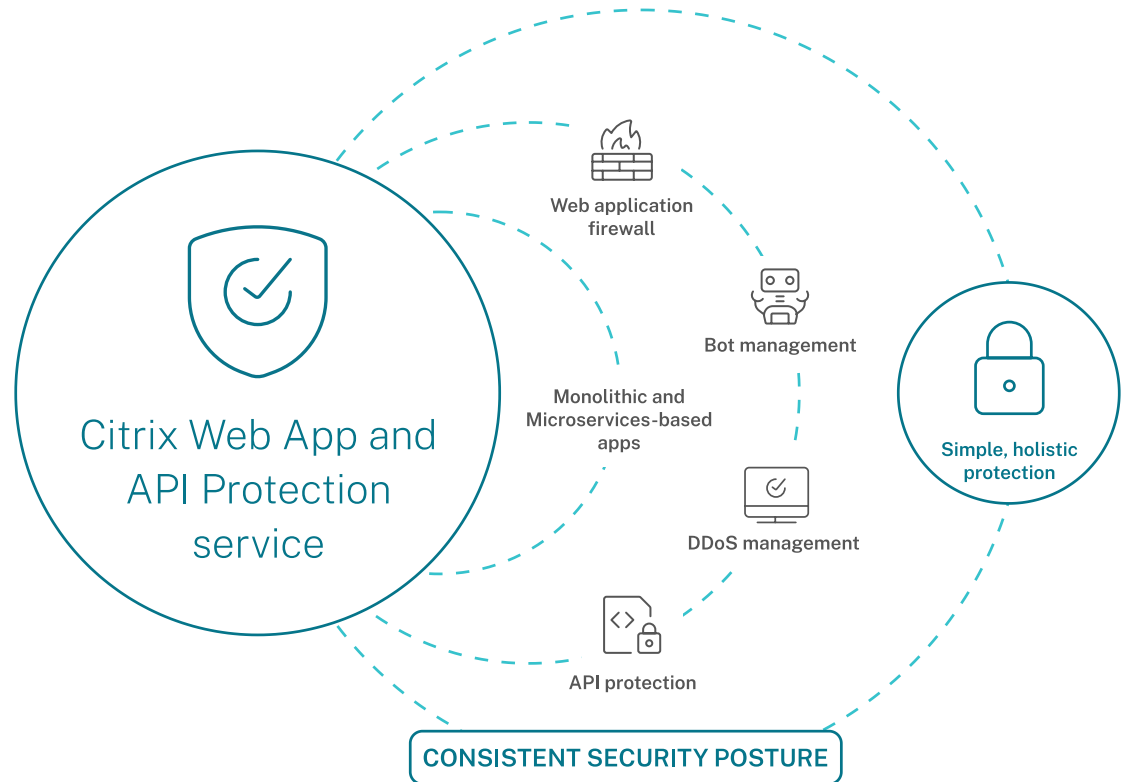 Web application
firewall
Bot management
Citrix Web App and
API Protection
service
Monolithic and
Microservices-based
apps
Simple, holistic
protection
DDoS management
API protection
CONSISTENT SECURITY POSTURE